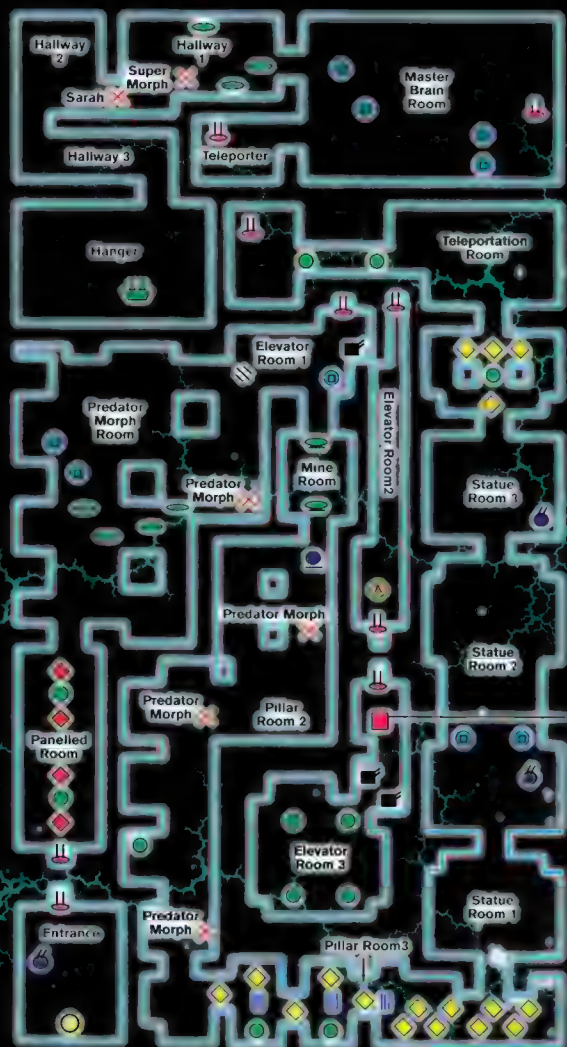 Hallway
2
Hallway
1
Super
Morph
Sarah
Master
Brain
Room
Hallway 3
Teleporter
Hanger
Teleportation
Room
Elevator
Room 1
Predator
Morph
Room
Elevator Room2
Predator
Morph
Mine
Room
Statue
Room 3
Predator Morph
Statue
Room 2
Predator
Morph
Pillar
Room 2
Panelled
Room
Elevator
Room 3
Statue
Room 1
Predator
Morph
Entrance
Pillar Room3